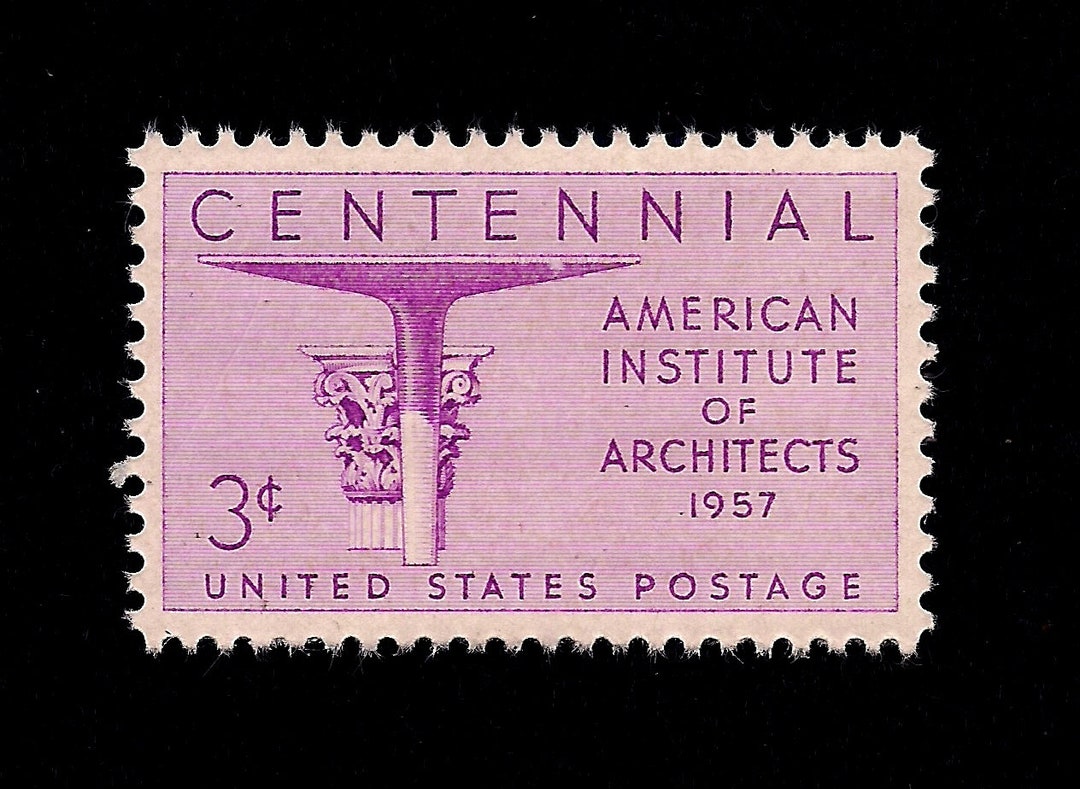 CENTENNIAL
AMERICAN
INSTITUTE
OF
ARCHITECTS
1957
3¢
UNITED STATES POSTAGE